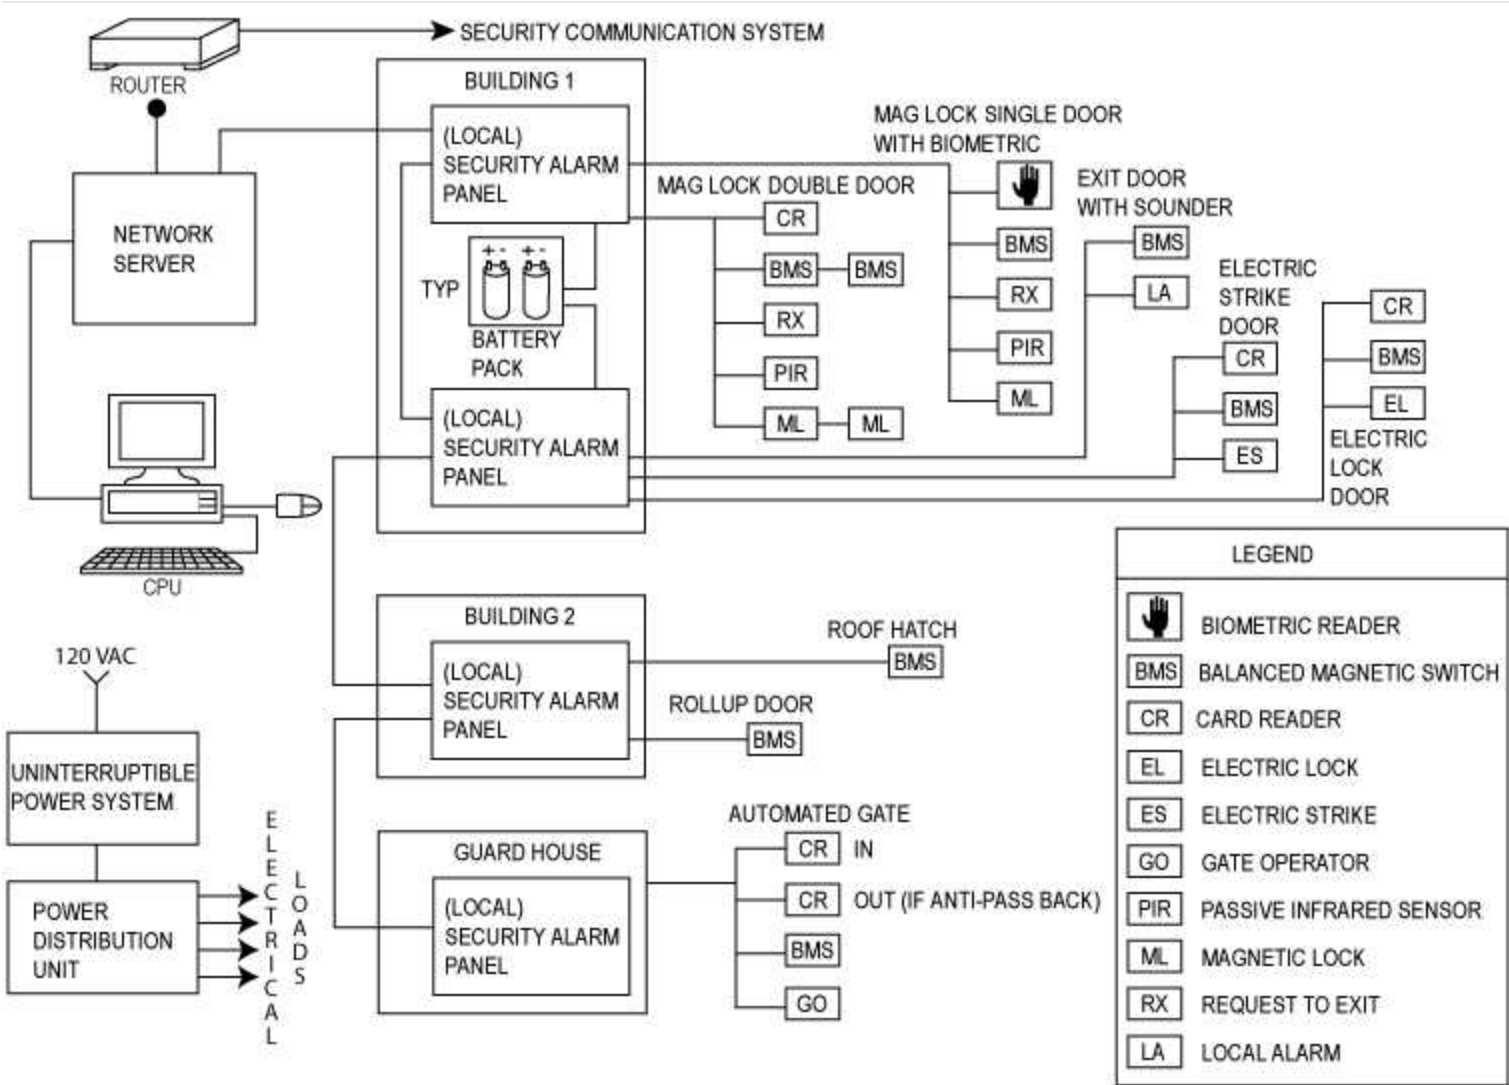 SECURITY COMMUNICATION SYSTEM
ROUTER
BUILDING 1
(LOCAL)
SECURITY ALARM
PANEL
MAG LOCK SINGLE DOOR
WITH BIOMETRIC
MAG LOCK DOUBLE DOOR
EXIT DOOR
WITH SOUNDER
CR
BMS
BMS
RX
PIR
ML
ML
BMS
RX
PIR
ML
BMS
LA
ELECTRIC
STRIKE
DOOR
CR
BMS
ES
CR
BMS
EL
ELECTRIC
LOCK
DOOR
NETWORK
SERVER
TYP
+ - + -
BATTERY
PACK
(LOCAL)
SECURITY ALARM
PANEL
CPU
BUILDING 2
(LOCAL)
SECURITY ALARM
PANEL
ROOF HATCH
BMS
ROLLUP DOOR
BMS
120 VAC
UNINTERRUPTIBLE
POWER SYSTEM
POWER
DISTRIBUTION
UNIT
ELECTRICAL
LOADS
GUARD HOUSE
(LOCAL)
SECURITY ALARM
PANEL
AUTOMATED GATE
CR IN
CR OUT (IF ANTI-PASS BACK)
BMS
GO
LEGEND
BIOMETRIC READER
BMS BALANCED MAGNETIC SWITCH
CR CARD READER
EL ELECTRIC LOCK
ES ELECTRIC STRIKE
GO GATE OPERATOR
PIR PASSIVE INFRARED SENSOR
ML MAGNETIC LOCK
RX REQUEST TO EXIT
LA LOCAL ALARM